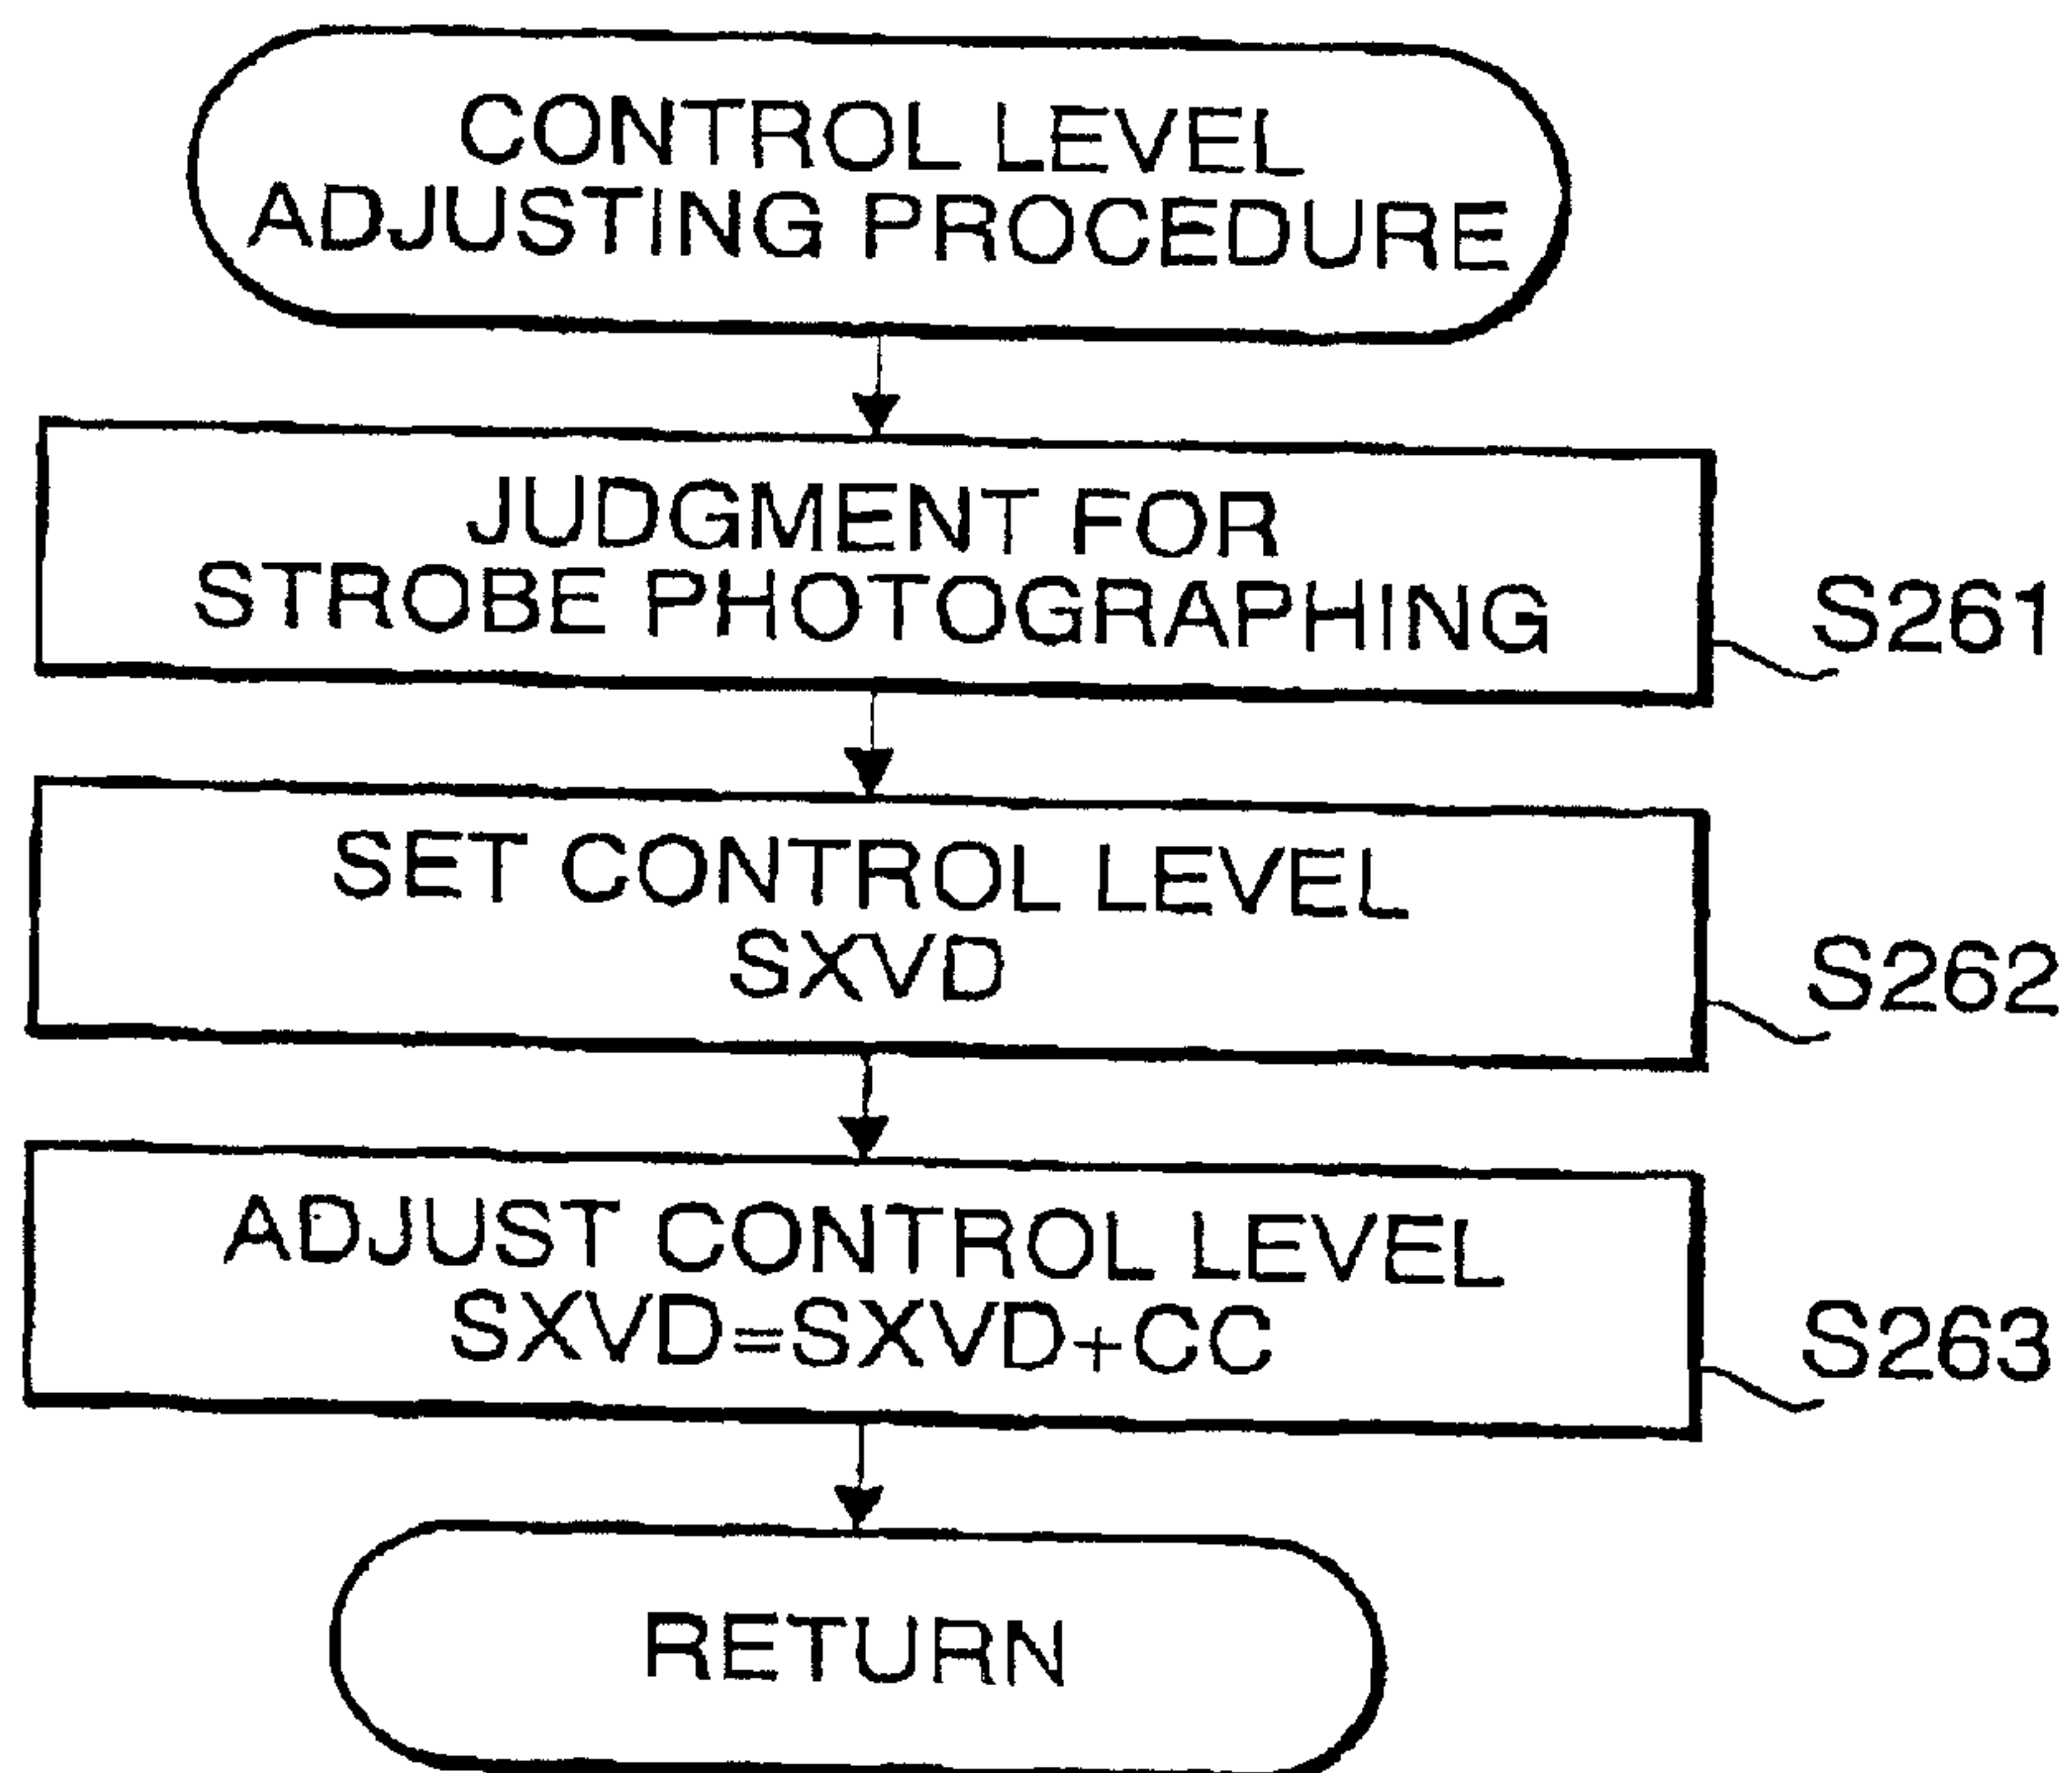 CONTROL LEVEL
ADJUSTING PROCEDURE
JUDGMENT FOR
STROBE PHOTOGRAPHING
S261
SET CONTROL LEVEL
SXVD
S262
ADJUST CONTROL LEVEL
SXVD=SXVD+CC
S263
RETURN